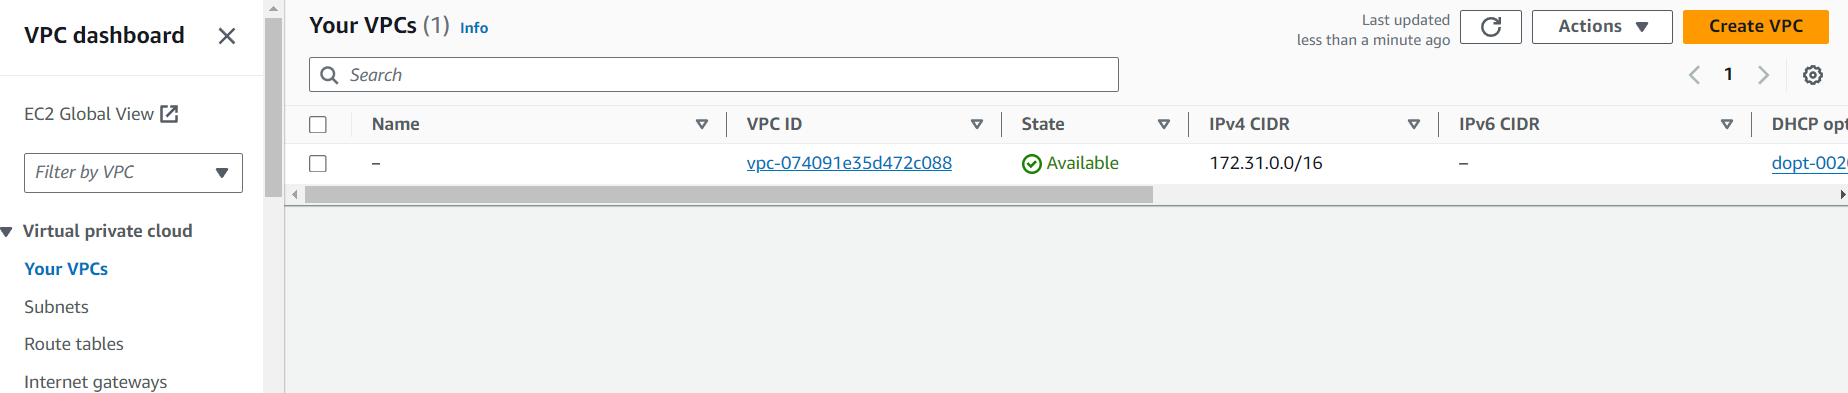 VPC dashboard
EC2 Global View
Filter by VPC
Virtual private cloud
Your VPCs
Subnets
Route tables
Internet gateways
Your VPCs (1) Info
Last updated
less than a minute ago
Actions
Create VPC
Search
1
Name VPC ID State IPv4 CIDR IPv6 CIDR DHCP opt
– vpc-074091e35d472c088 Available 172.31.0.0/16 – dopt-002